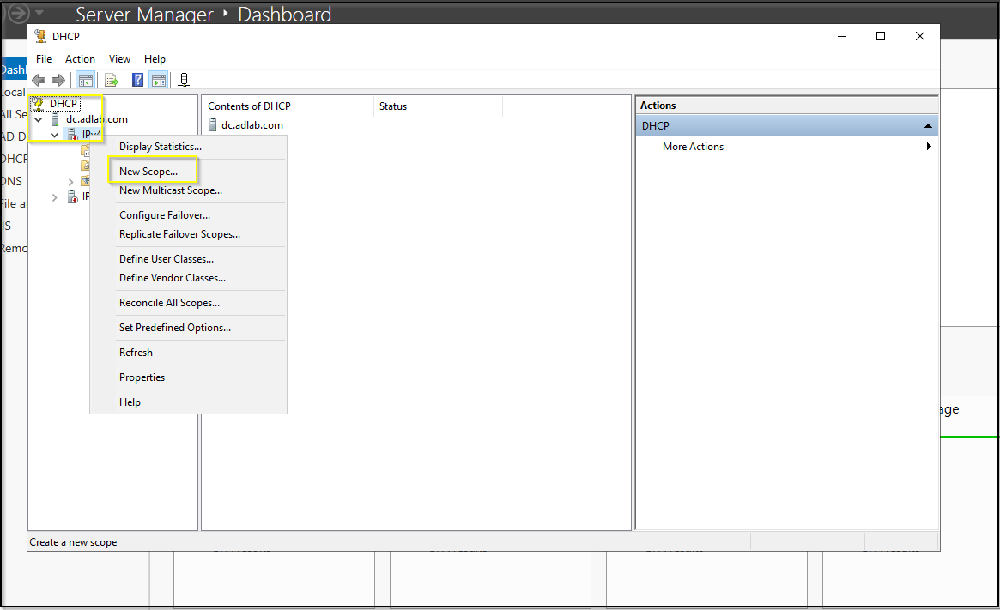 Server Manager ‣ Dashboard
DHCP
File Action View Help
Dashl
Local
All Se
AD D
DHCP
DNS
File ar
IS
Remo
DHCP
dc.adlab.com
IPv4
IP
Display Statistics...
New Scope...
New Multicast Scope...
Configure Failover...
Replicate Failover Scopes...
Define User Classes...
Define Vendor Classes...
Reconcile All Scopes...
Set Predefined Options...
Refresh
Properties
Help
Contents of DHCP Status
dc.adlab.com
Actions
DHCP
More Actions
age
Create a new scope